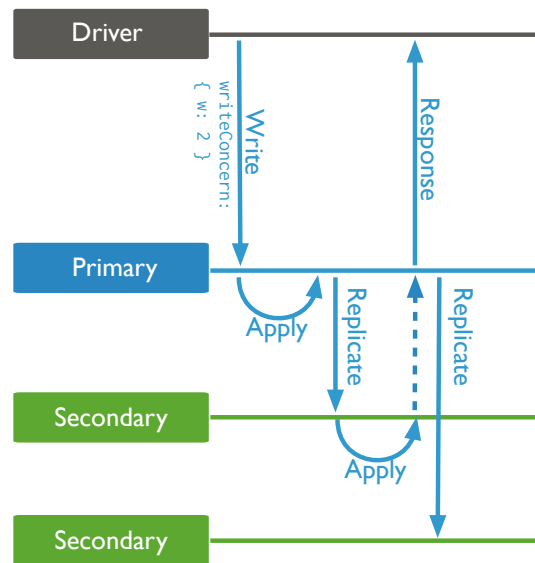 Driver
Write
writeConcern:
{ w: 2 }
Response
Primary
Apply
Replicate
Replicate
Secondary
Apply
Secondary